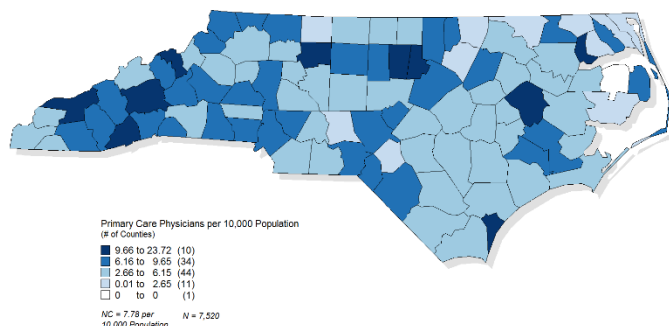 Primary Care Physicians per 10,000 Population
(# of Counties)
9.66 to 23.72 (10)
6.16 to 9.65 (34)
2.66 to 6.15 (44)
0.01 to 2.65 (11)
0 to 0 (1)
NC = 7.78 per N = 7,520
10,000 Population